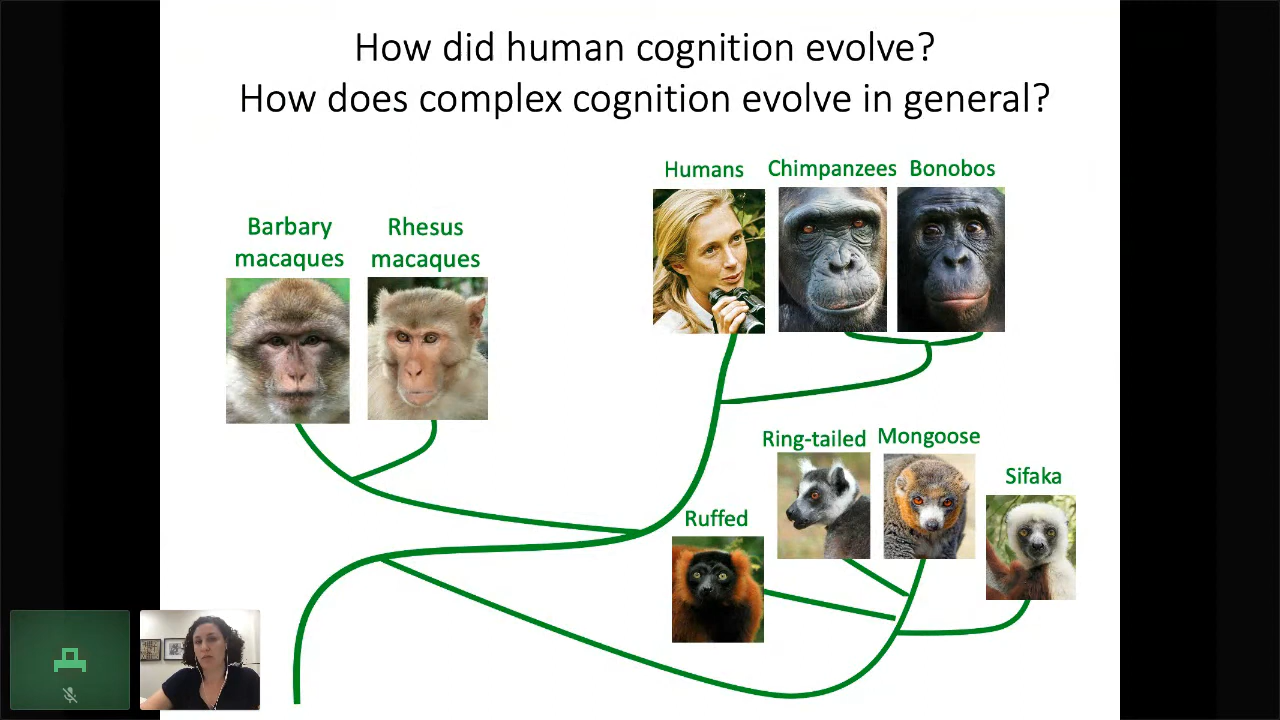 How did human cognition evolve?
How does complex cognition evolve in general?
Humans
Chimpanzees
Bonobos
Barbary
macaques
Rhesus
macaques
Ring-tailed
Mongoose
Sifaka
Ruffed